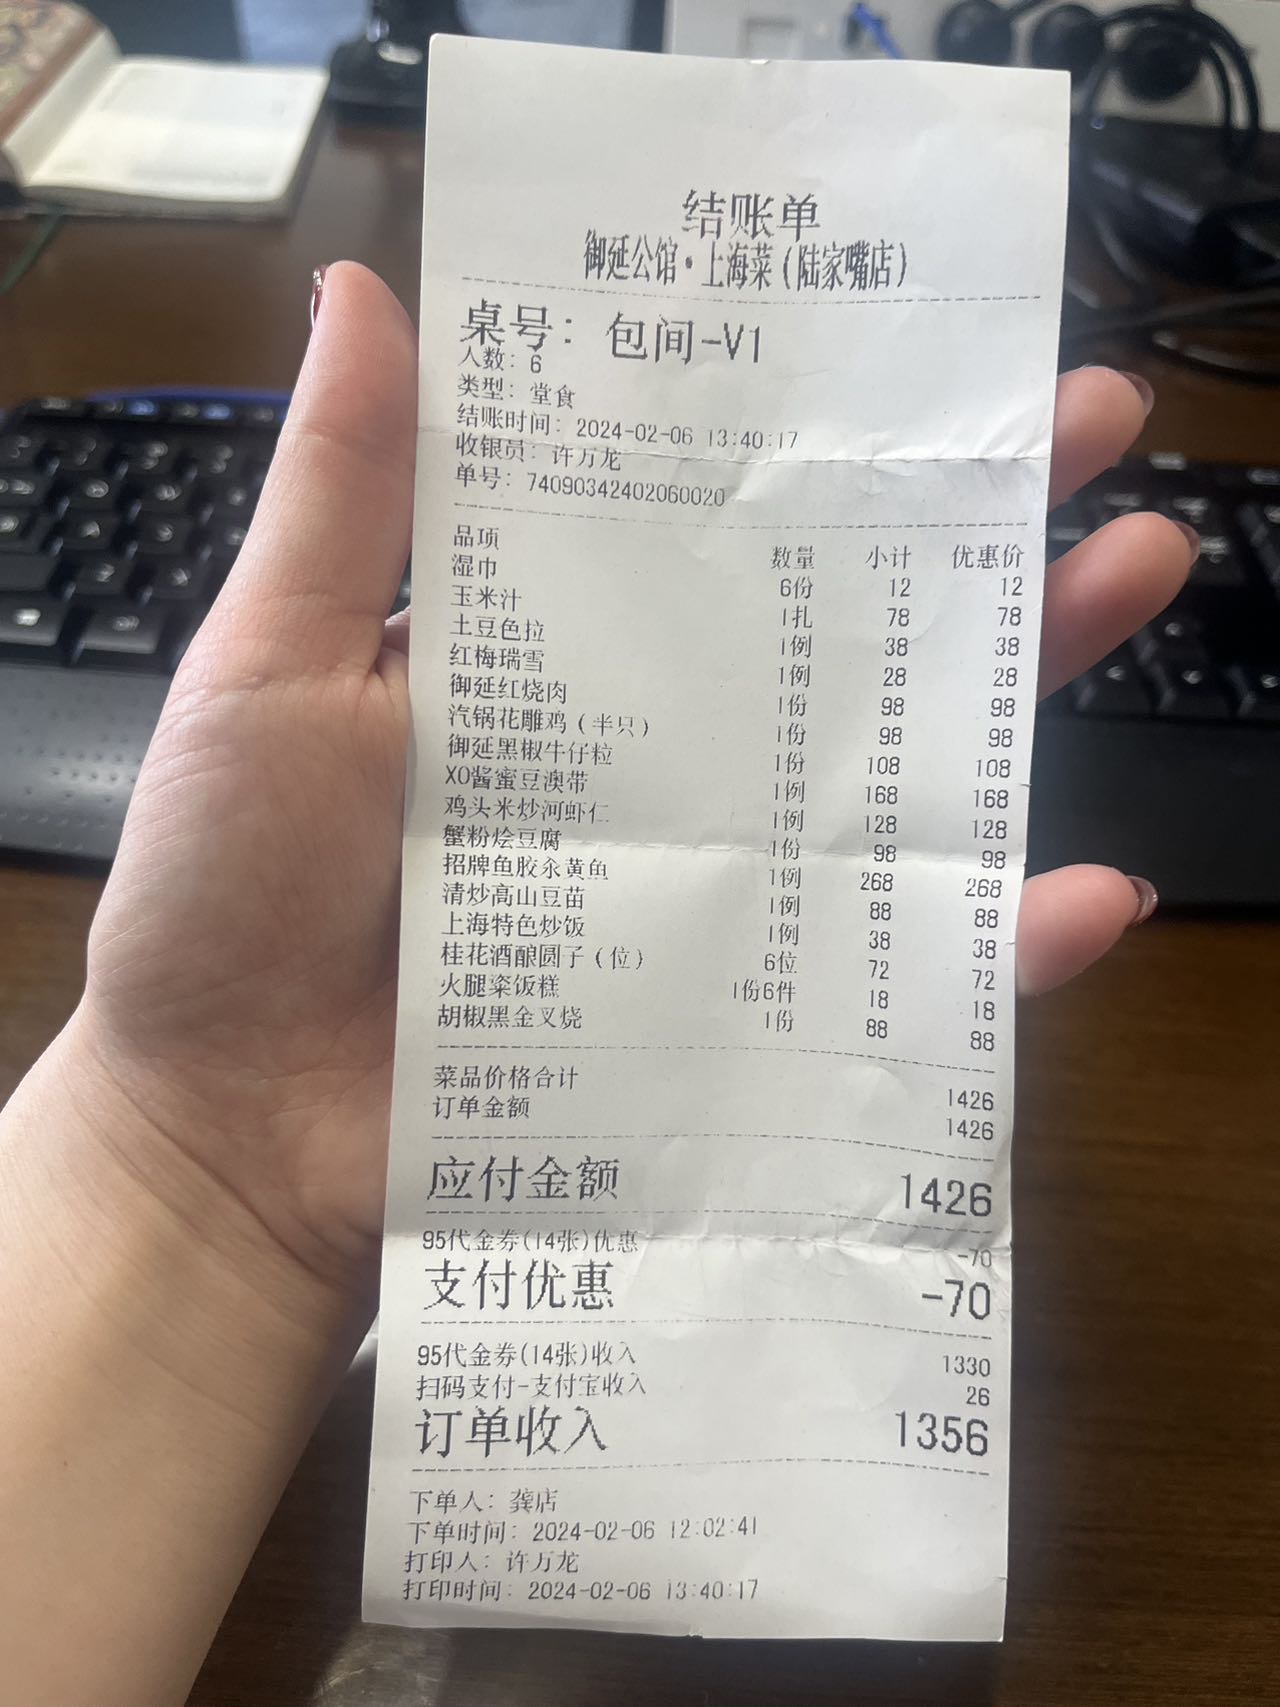 结账单
御延公馆·上海菜(陆家嘴店)
桌号: 包间-V1
人数: 6
类型: 堂食
结账时间: 2024-02-06 13:40:17
收银员: 许万龙
单号: 74090342402060020
品项 数量 小计 优惠价
湿巾 6份 12 12
玉米汁 1扎 78 78
土豆色拉 1例 38 38
红梅瑞雪 1例 28 28
御延红烧肉 1份 98 98
汽锅花雕鸡(半只) 1份 98 98
御延黑椒牛仔粒 1份 108 108
XO酱蜜豆澳带 1例 168 168
鸡头米炒河虾仁 1例 128 128
蟹粉烩豆腐 1份 98 98
招牌鱼胶汆黄鱼 1例 268 268
清炒高山豆苗 1例 88 88
上海特色炒饭 1例 38 38
桂花酒酿圆子(位) 6位 72 72
火腿粢饭糕 1份6件 18 18
胡椒黑金叉烧 1份 88 88
菜品价格合计 1426
订单金额 1426
应付金额 1426
95代金券(14张)优惠 -70
支付优惠 -70
95代金券(14张)收入 1330
扫码支付-支付宝收入 26
订单收入 1356
下单人: 龚店
下单时间: 2024-02-06 12:02:41
打印人: 许万龙
打印时间: 2024-02-06 13:40:17